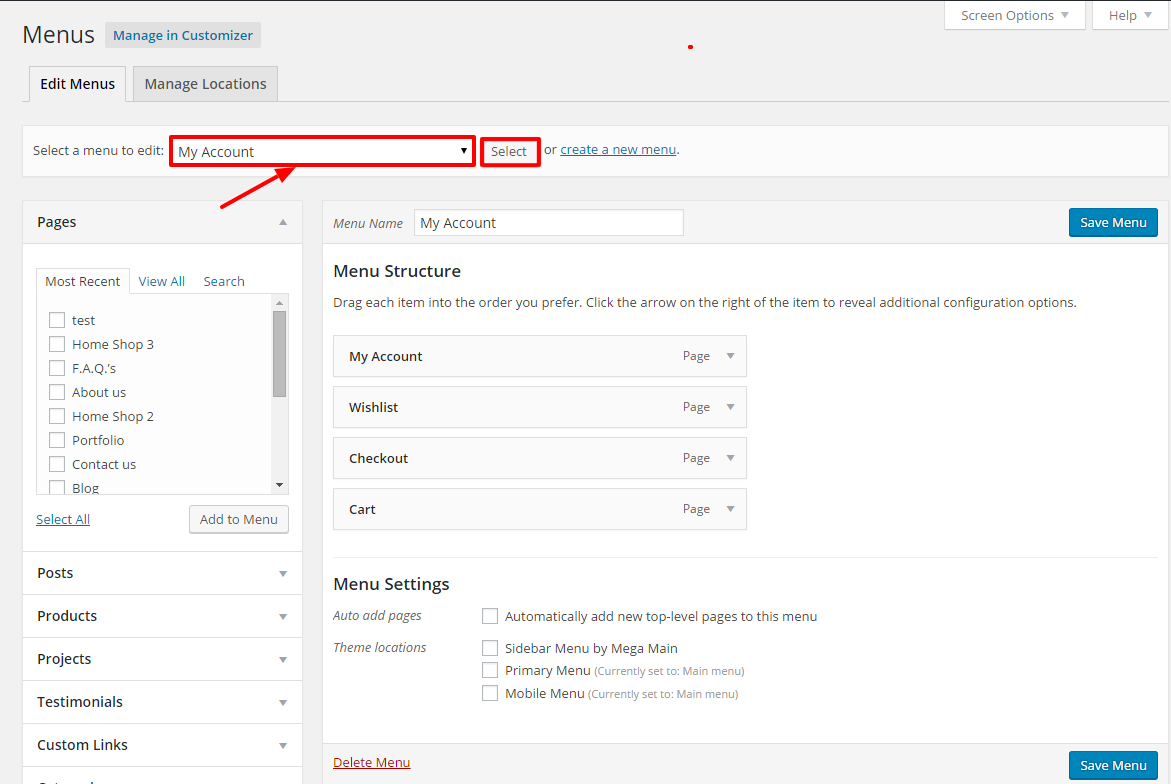 Screen Options Help
Menus Manage in Customizer
Edit Menus Manage Locations
Select a menu to edit: My Account Select or create a new menu.
Pages
Most Recent View All Search
test
Home Shop 3
F.A.Q.'s
About us
Home Shop 2
Portfolio
Contact us
Blog
Select All Add to Menu
Posts
Products
Projects
Testimonials
Custom Links
Menu Name My Account Save Menu
Menu Structure
Drag each item into the order you prefer. Click the arrow on the right of the item to reveal additional configuration options.
My Account Page
Wishlist Page
Checkout Page
Cart Page
Menu Settings
Auto add pages Automatically add new top-level pages to this menu
Theme locations Sidebar Menu by Mega Main
Primary Menu (Currently set to: Main menu)
Mobile Menu (Currently set to: Main menu)
Delete Menu Save Menu